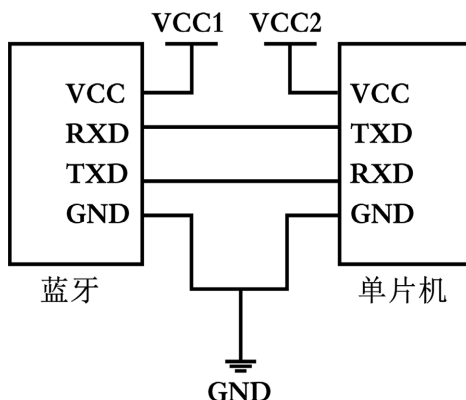 VCC1 VCC2
VCC
RXD
TXD
GND
VCC
TXD
RXD
GND
蓝牙
单片机
GND